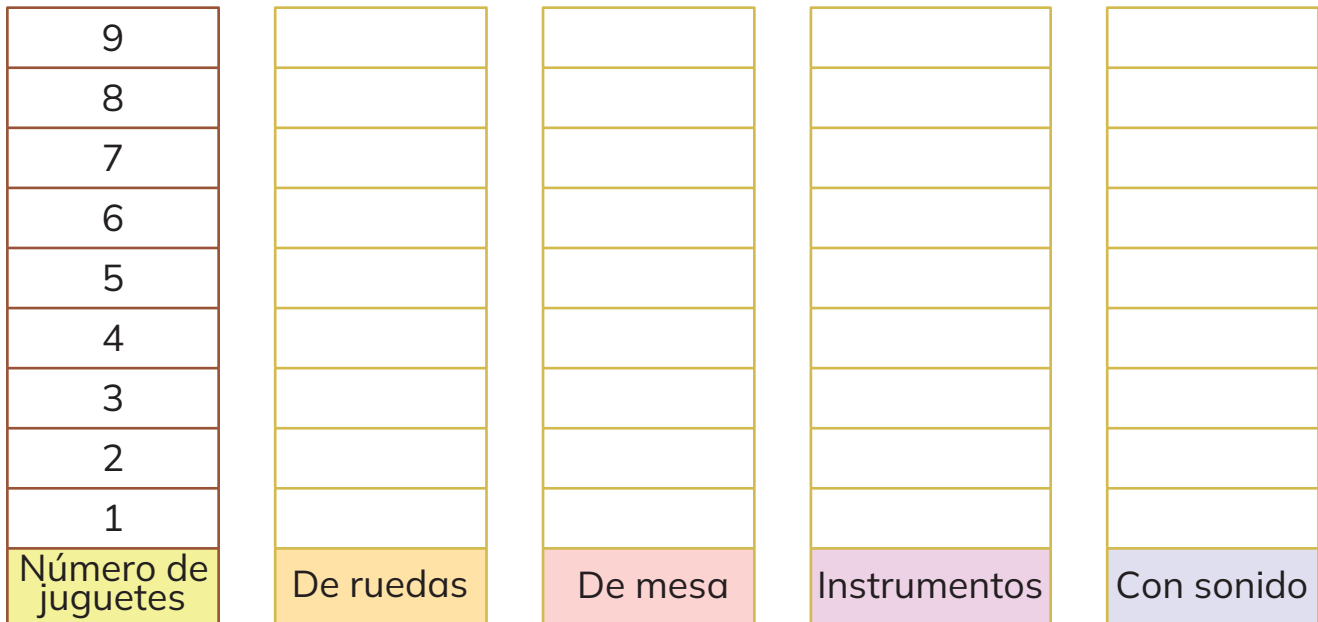 9
8
7
6
5
4
3
2
1
Número de
juguetes
De ruedas
De mesa
Instrumentos
Con sonido